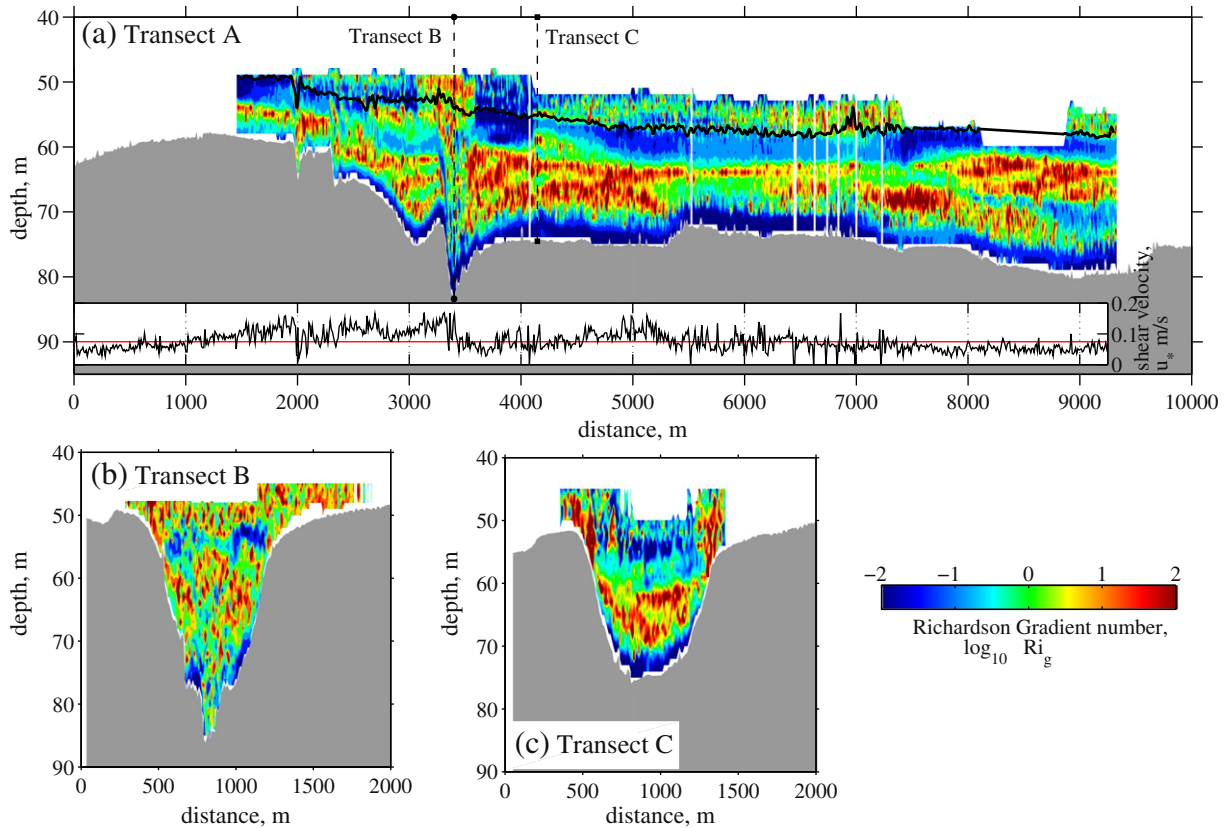 (a) Transect A
Transect B
Transect C
40
50
60
70
80
90
depth, m
0.2
0.1
0
shear velocity,
u* m/s
0 1000 2000 3000 4000 5000 6000 7000 8000 9000 10000
distance, m
(b) Transect B
40
50
60
70
80
90
depth, m
0 500 1000 1500 2000
distance, m
40
50
60
70
80
90
depth, m
(c) Transect C
0 500 1000 1500 2000
distance, m
−2 −1 0 1 2
Richardson Gradient number,
log10 Rig